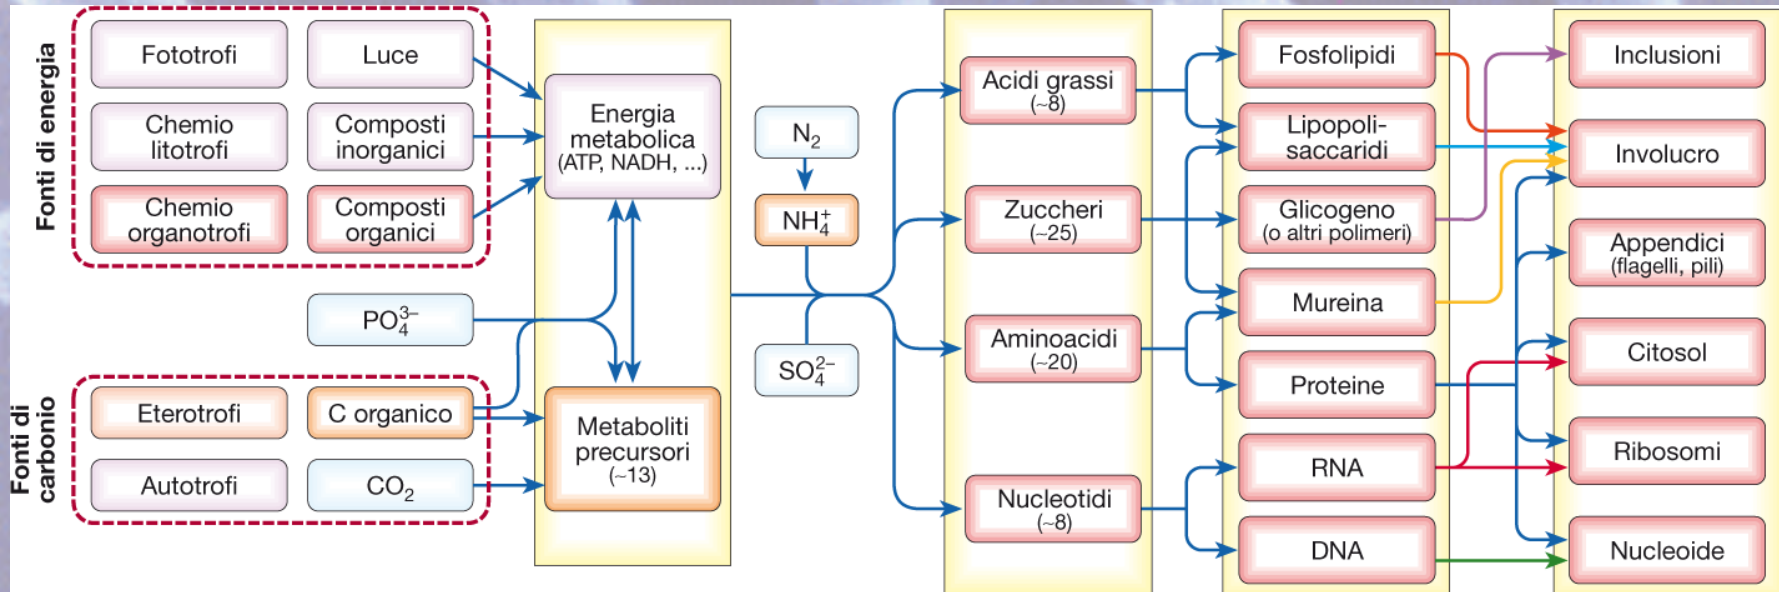 Fonti di energia
Fototrofi
Luce
Chemio
litotrofi
Composti
inorganici
Chemio
organotrofi
Composti
organici
PO₄³⁻
Fonti di
carbonio
Eterotrofi
C organico
Autotrofi
CO₂
Energia
metabolica
(ATP, NADH, ...)
Metaboliti
precursori
(~13)
N₂
NH₄⁺
SO₄²⁻
Acidi grassi
(~8)
Zuccheri
(~25)
Aminoacidi
(~20)
Nucleotidi
(~8)
Fosfolipidi
Lipopoli-
saccaridi
Glicogeno
(o altri polimeri)
Mureina
Proteine
RNA
DNA
Inclusioni
Involucro
Appendici
(flagelli, pili)
Citosol
Ribosomi
Nucleoide